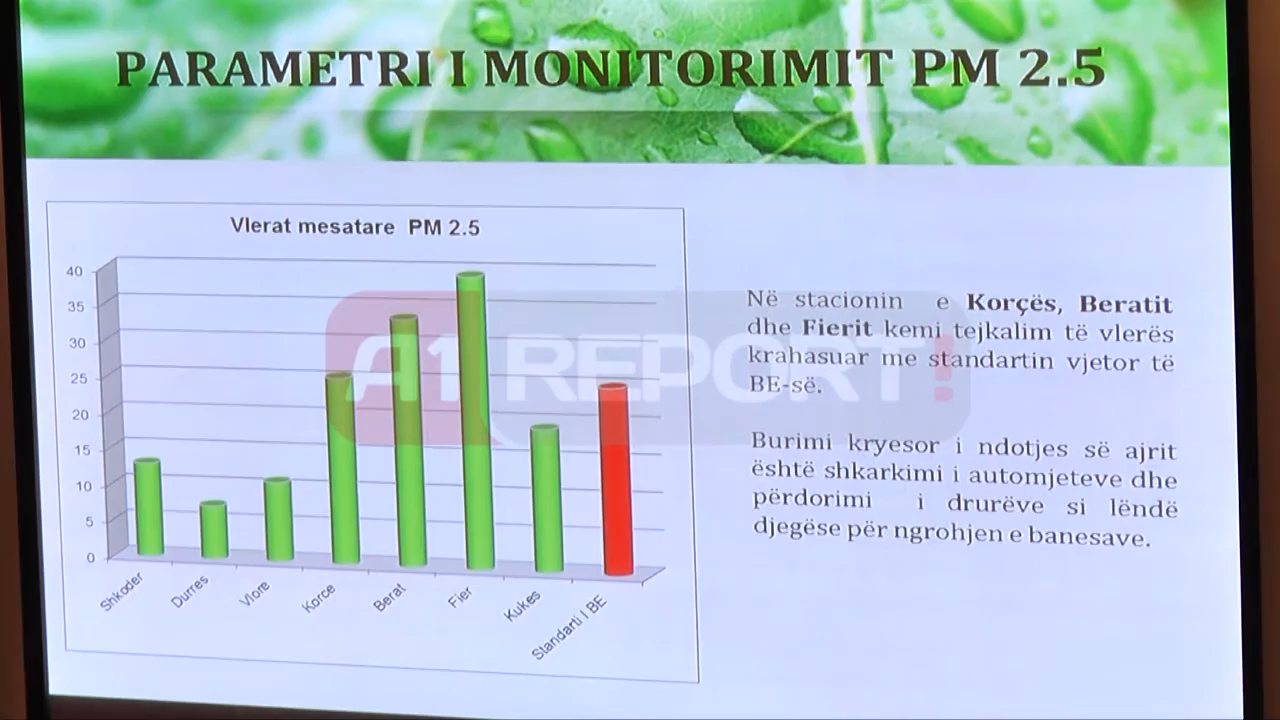 PARAMETRI I MONITORIMIT PM 2.5
Vlerat mesatare PM 2.5
40
35
30
25
20
15
10
5
0
Shkoder
Durres
Vlore
Korce
Berat
Fier
Kukes
Standarti I BE
Në stacionin e Korçës, Beratit
dhe Fierit kemi tejkalim të vlerës
krahasuar me standartin vjetor të
BE-së.
Burimi kryesor i ndotjes së ajrit
është shkarkimi i automjeteve dhe
përdorimi i drurëve si lëndë
djegëse për ngrohjen e banesave.
A1 REPORT!